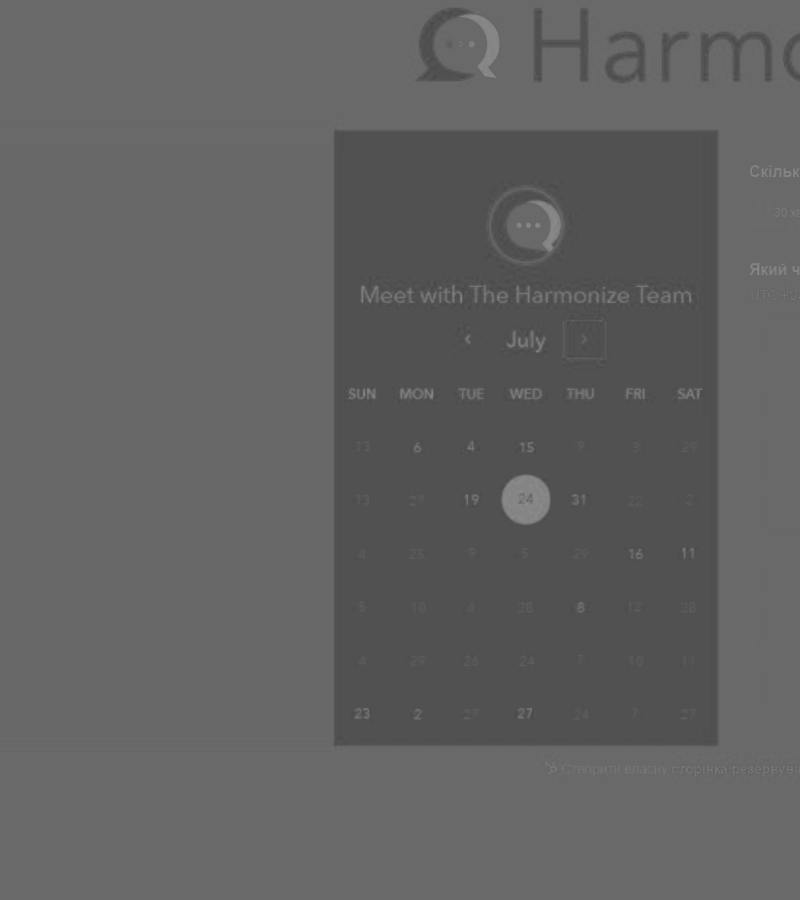 Harmo
Meet with The Harmonize Team
‹ July ›
SUN MON TUE WED THU FRI SAT
13 6 4 15 9 3 29
13 27 19 24 31 22 2
4 25 9 5 29 16 11
5 10 4 28 8 12 28
4 29 26 24 7 10 11
23 2 27 27 24 7 27
Скільк
30 хв
Який ч
Створити власну сторінка резервува